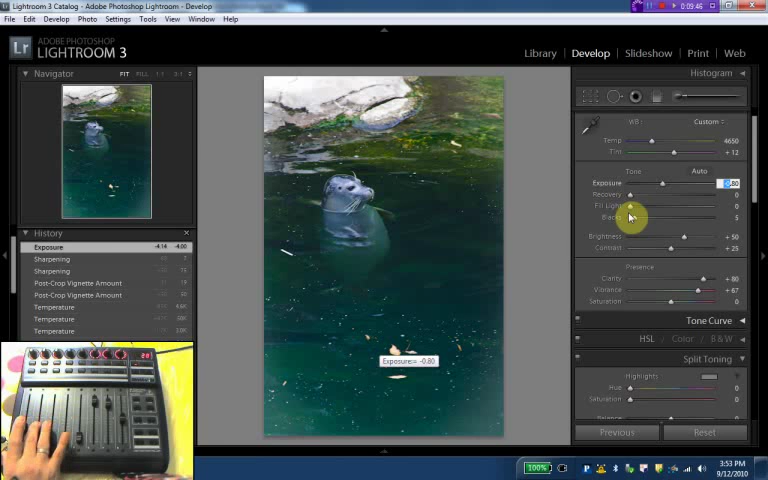 Lightroom 3 Catalog - Adobe Photoshop Lightroom - Develop
0:09:46
File Edit Develop Photo Settings Tools View Window Help
Lr ADOBE PHOTOSHOP
LIGHTROOM 3
Library | Develop | Slideshow | Print | Web
Navigator FIT FILL 1:1 3:1
Histogram
WB: Custom
Temp 4650
Tint + 12
Tone Auto
Exposure -0.80
Recovery 0
Fill Light 0
Blacks 5
Brightness + 50
Contrast + 25
Presence
Clarity + 80
Vibrance + 67
Saturation 0
History
Exposure -4.14 -4.00
Sharpening
Sharpening
Post-Crop Vignette Amount
Post-Crop Vignette Amount
Temperature
Temperature
Temperature
Tone Curve
HSL / Color / B & W
Split Toning
Highlights
Hue 0
Saturation 0
Balance
Exposure= -0.80
Previous
Reset
100%
3:53 PM
9/12/2010